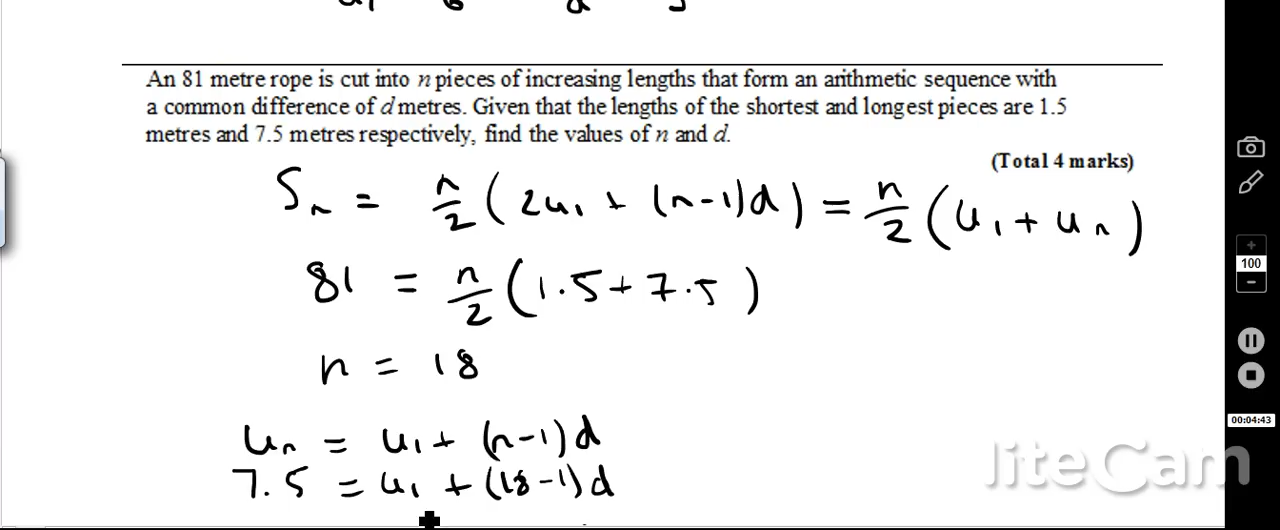 An 81 metre rope is cut into n pieces of increasing lengths that form an arithmetic sequence with
a common difference of d metres. Given that the lengths of the shortest and longest pieces are 1.5
metres and 7.5 metres respectively, find the values of n and d.
(Total 4 marks)
Sn = n/2 (2u1 + (n-1)d) = n/2 (u1 + un)
81 = n/2 (1.5 + 7.5)
n = 18
un = u1 + (n-1)d
7.5 = u1 + (18-1)d
100
00:04:43
liteCam